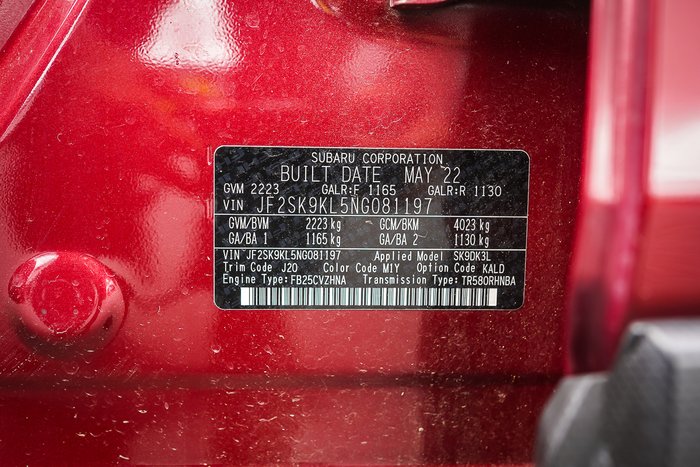 SUBARU CORPORATION
BUILT DATE MAY 22
GVM 2223 GALR:F 1165 GALR:R 1130
VIN JF2SK9KL5NG081197
GVM/BVM 2223 kg GCM/BKM 4023 kg
GA/BA 1 1165 kg GA/BA 2 1130 kg
VIN JF2SK9KL5NG081197 Applied Model SK9DK3L
Trim Code J20 Color Code M1Y Option Code KALD
Engine Type: FB25CVZHNA Transmission Type: TR580RHNBA